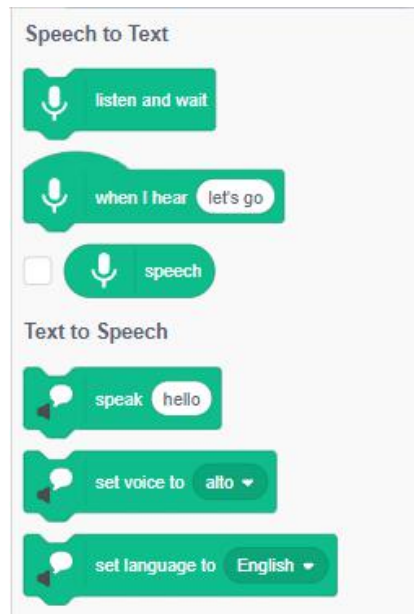 Speech to Text
listen and wait
when I hear let's go
speech
Text to Speech
speak hello
set voice to alto
set language to English